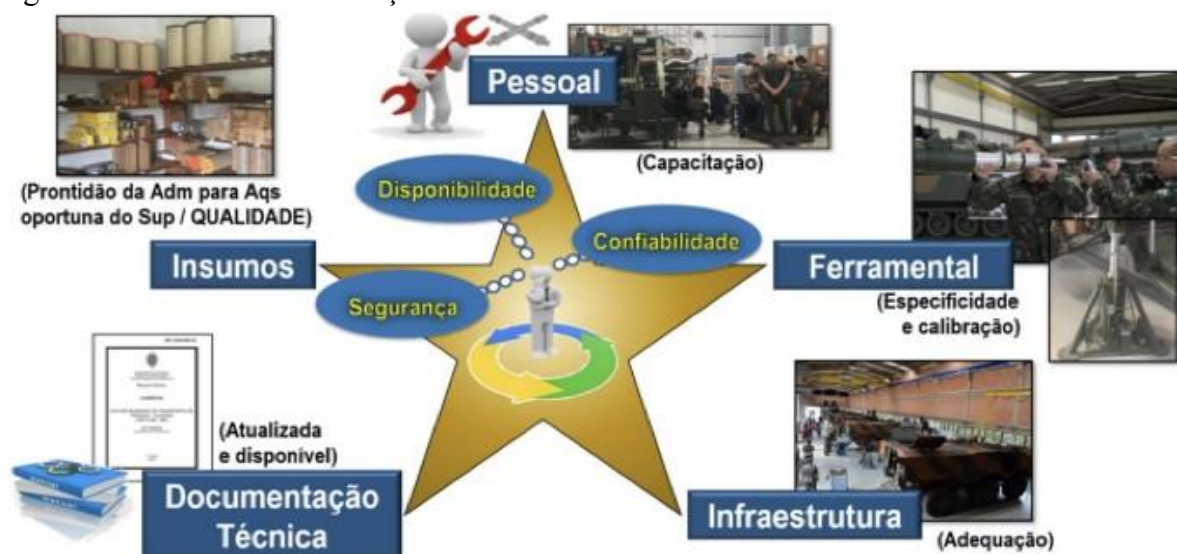 Pessoal
(Capacitação)
Disponibilidade
Confiabilidade
Segurança
(Prontidão da Adm para Aqs
oportuna do Sup / QUALIDADE)
Insumos
Ferramental
(Especificidade
e calibração)
(Atualizada
e disponível)
Documentação
Técnica
Infraestrutura
(Adequação)